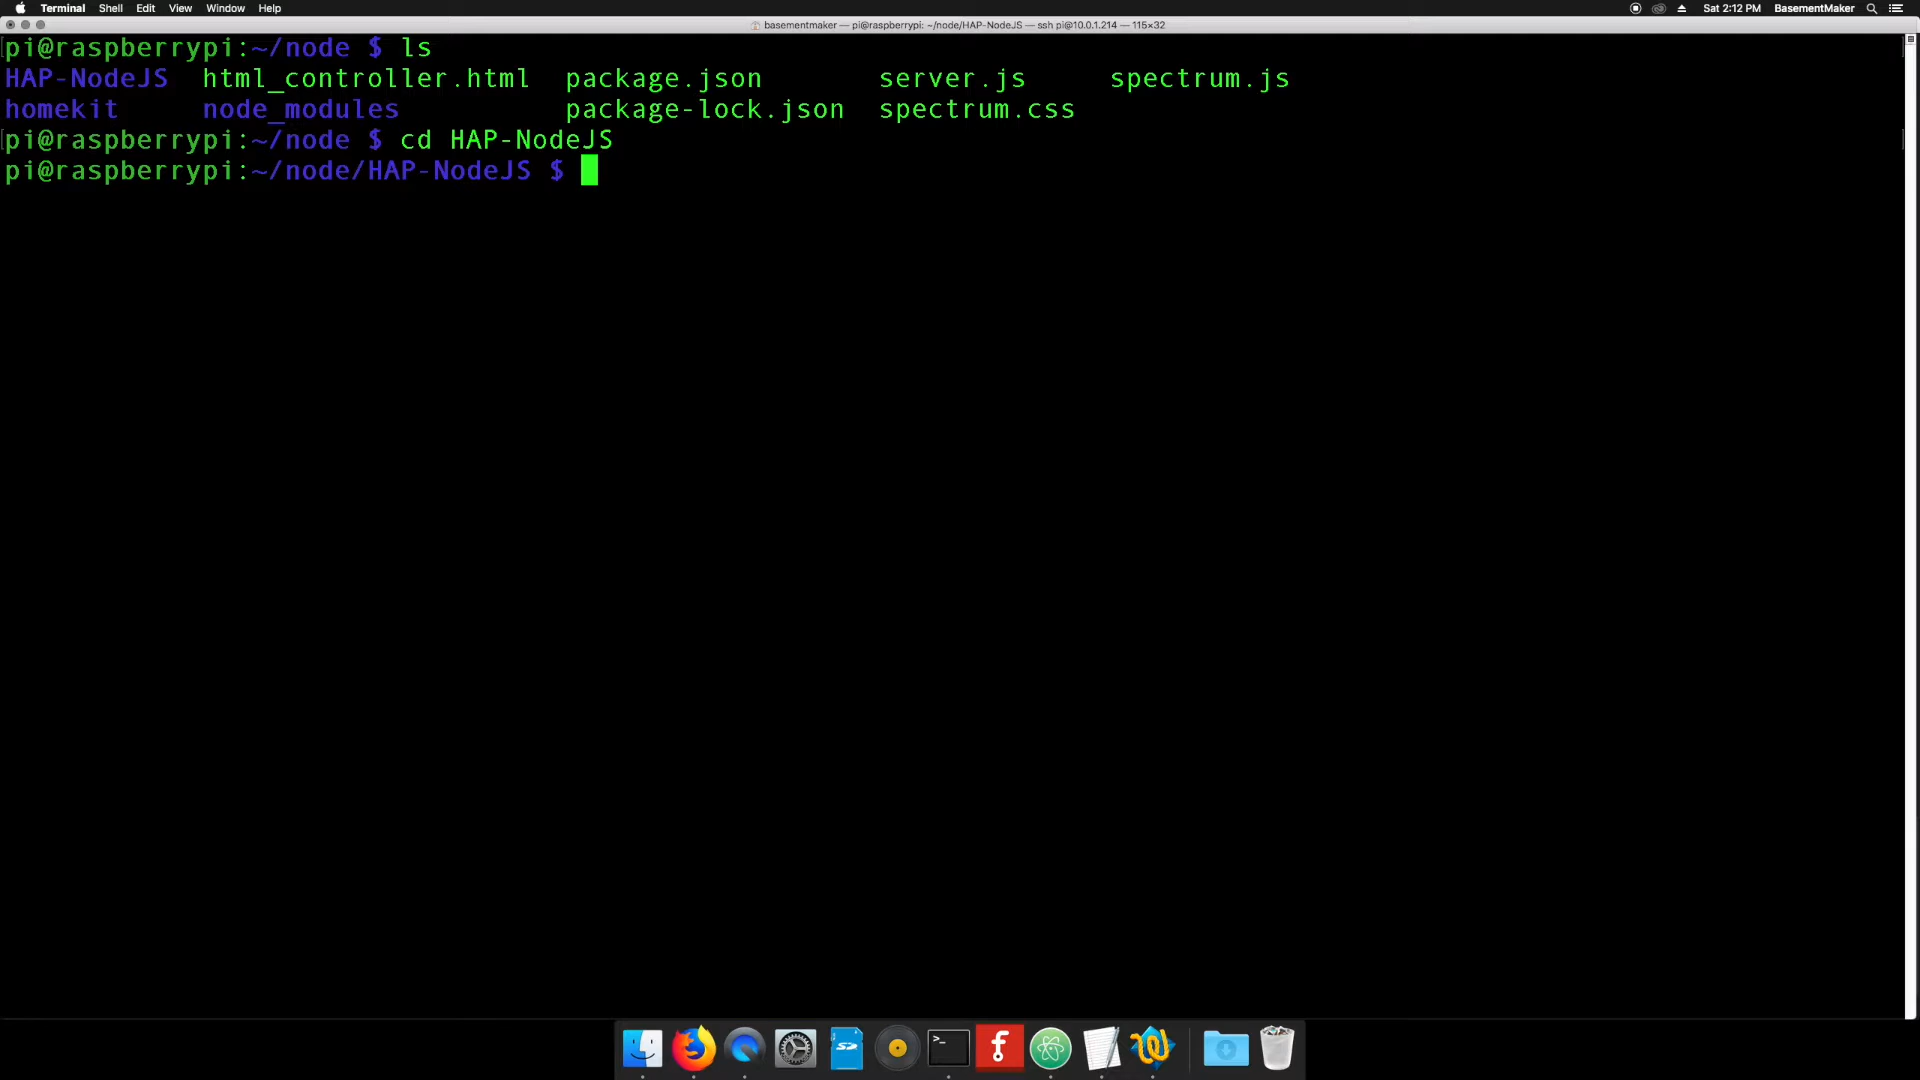 Terminal Shell Edit View Window Help Sat 2:12 PM BasementMaker
basementmaker — pi@raspberrypi: ~/node/HAP-NodeJS — ssh pi@10.0.1.214 — 115×32
pi@raspberrypi:~/node $ ls
HAP-NodeJS html_controller.html package.json server.js spectrum.js
homekit node_modules package-lock.json spectrum.css
pi@raspberrypi:~/node $ cd HAP-NodeJS
pi@raspberrypi:~/node/HAP-NodeJS $